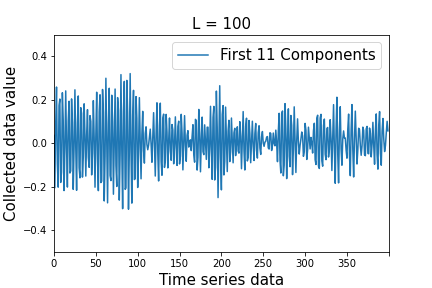 L = 100
First 11 Components
Collected data value
0.4
0.2
0.0
−0.2
−0.4
0 50 100 150 200 250 300 350
Time series data